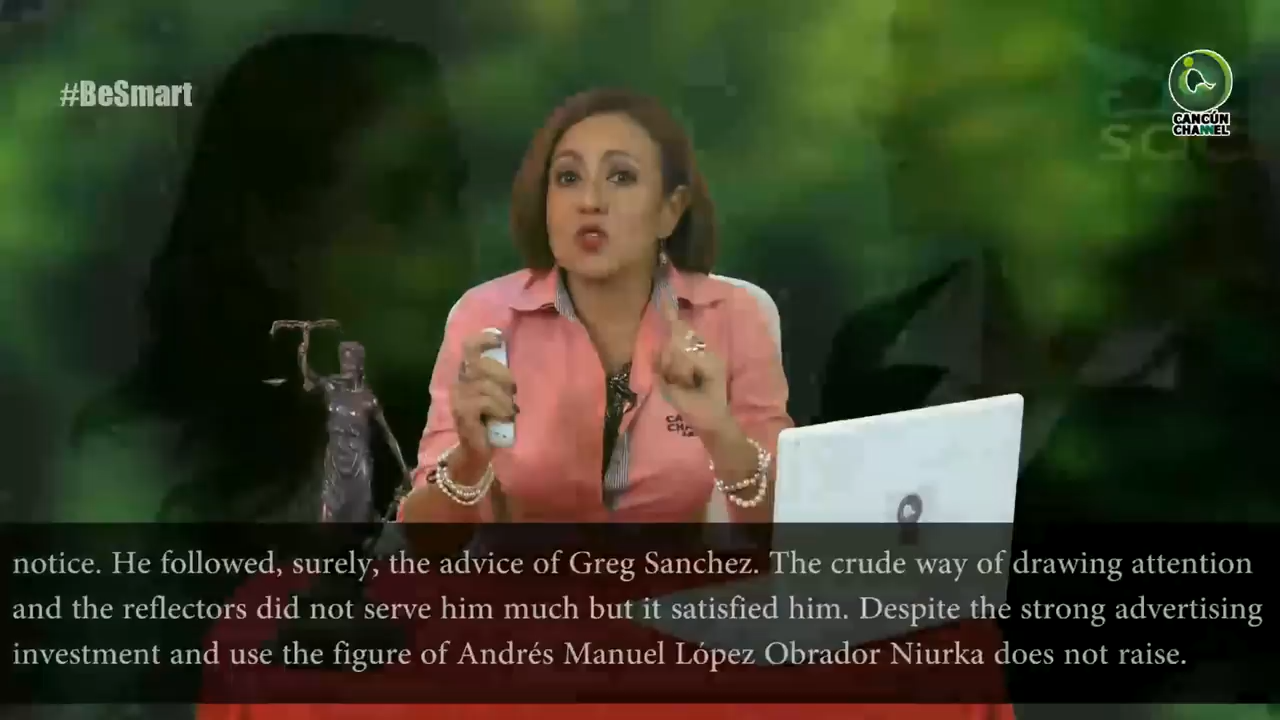 #BeSmart
CANCÚN
CHANNEL
notice. He followed, surely, the advice of Greg Sanchez. The crude way of drawing attention
and the reflectors did not serve him much but it satisfied him. Despite the strong advertising
investment and use the figure of Andrés Manuel López Obrador Niurka does not raise.